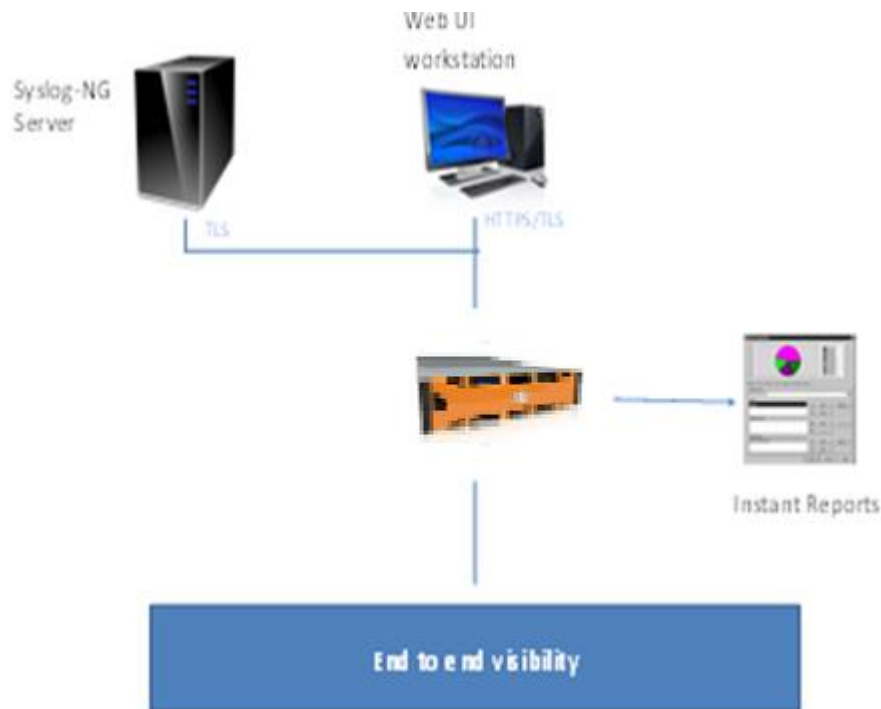 Web UI
workstation
Syslog-NG
Server
TLS
HTTPS/TLS
Instant Reports
End to end visibility